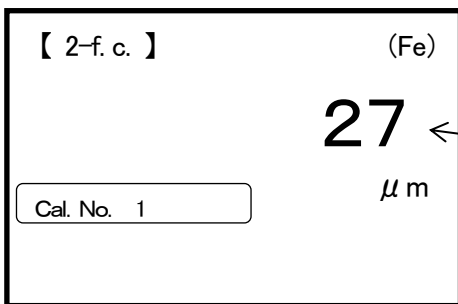 【 2-f. c. 】 (Fe)
27
μm
Cal. No. 1